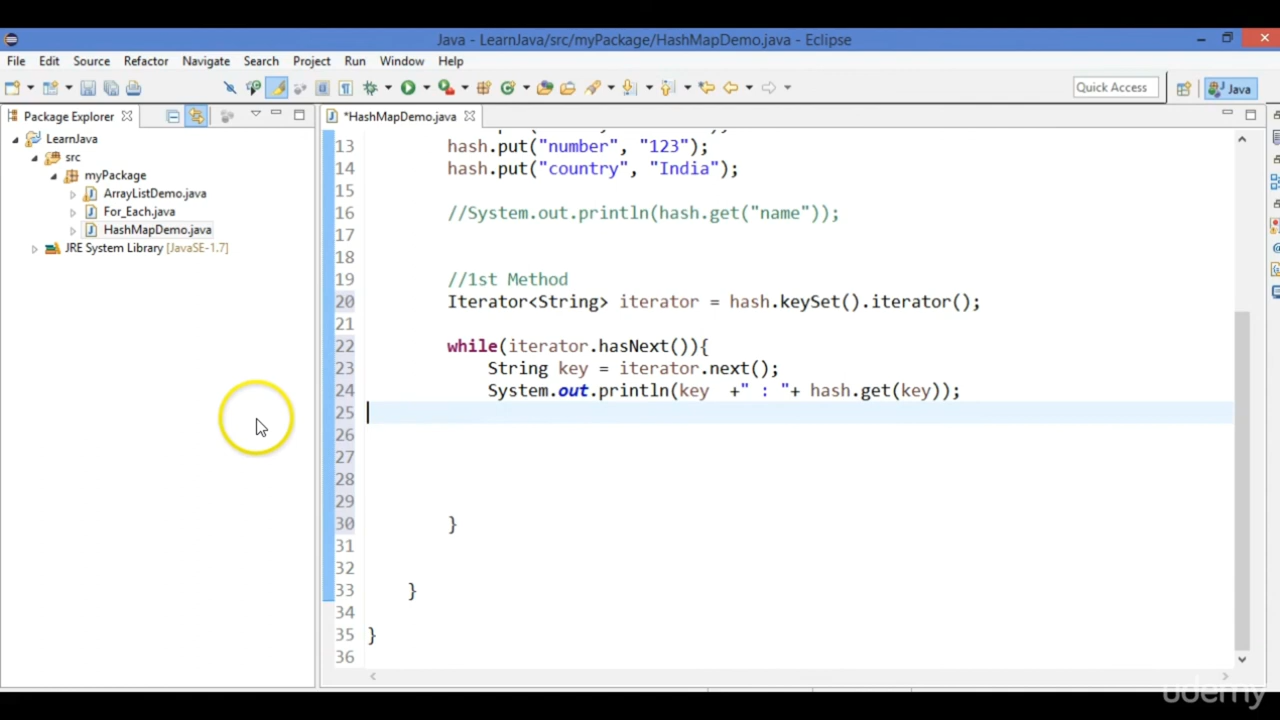 Java - LearnJava/src/myPackage/HashMapDemo.java - Eclipse
File Edit Source Refactor Navigate Search Project Run Window Help
Quick Access
Java
Package Explorer
*HashMapDemo.java
LearnJava
src
myPackage
ArrayListDemo.java
For_Each.java
HashMapDemo.java
JRE System Library [JavaSE-1.7]
13 hash.put("number", "123");
14 hash.put("country", "India");
15
16 //System.out.println(hash.get("name"));
17
18
19 //1st Method
20 Iterator<String> iterator = hash.keySet().iterator();
21
22 while(iterator.hasNext()){
23 String key = iterator.next();
24 System.out.println(key  +" : "+ hash.get(key));
25
26
27
28
29
30 }
31
32
33 }
34
35 }
36
udemy